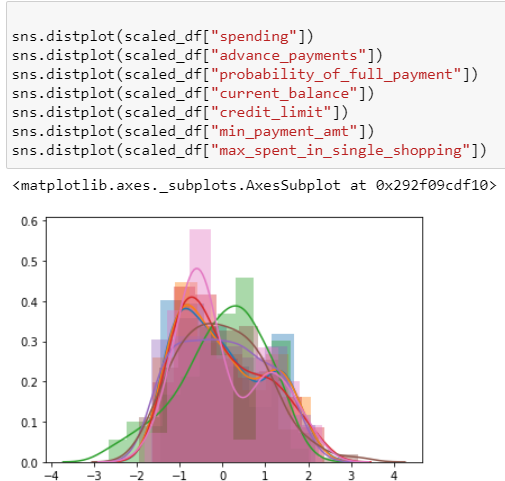 sns.distplot(scaled_df["spending"])
sns.distplot(scaled_df["advance_payments"])
sns.distplot(scaled_df["probability_of_full_payment"])
sns.distplot(scaled_df["current_balance"])
sns.distplot(scaled_df["credit_limit"])
sns.distplot(scaled_df["min_payment_amt"])
sns.distplot(scaled_df["max_spent_in_single_shopping"])
<matplotlib.axes._subplots.AxesSubplot at 0x292f09cdf10>
0.6
0.5
0.4
0.3
0.2
0.1
0.0
−4 −3 −2 −1 0 1 2 3 4